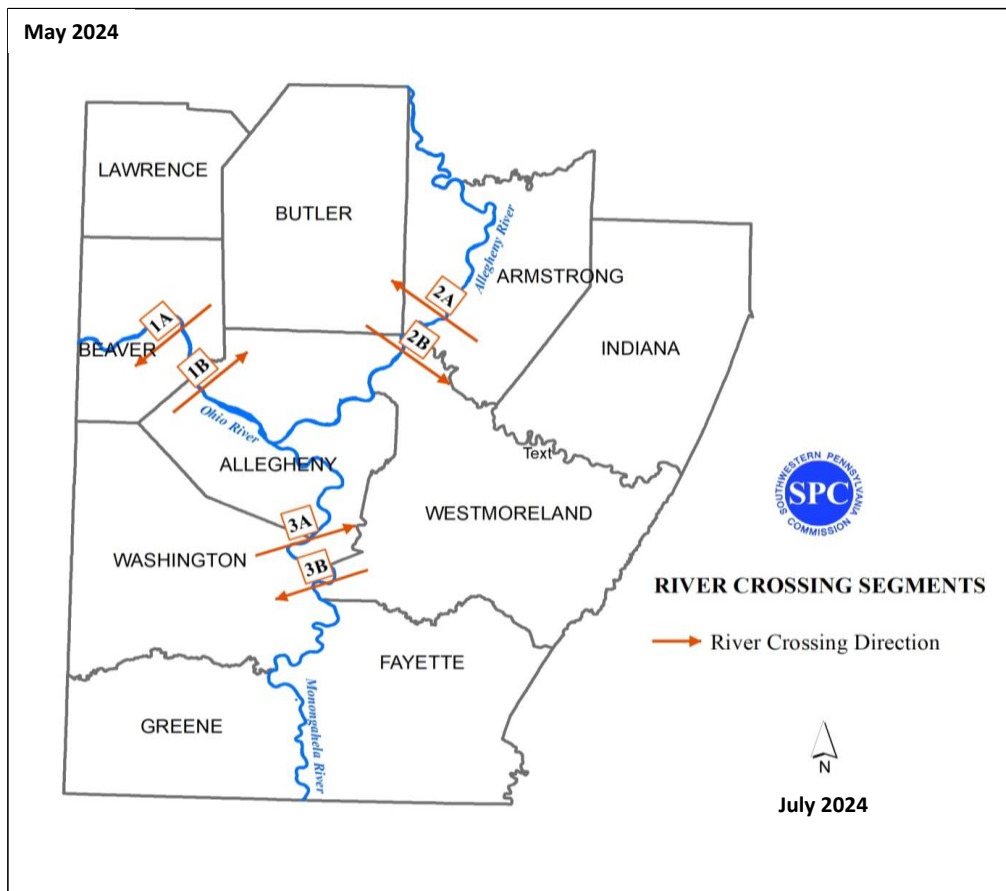 May 2024
LAWRENCE
BUTLER
Allegheny River
ARMSTRONG
2A
1A
2B
BEAVER
INDIANA
1B
Ohio River
Text
ALLEGHENY
SOUTHWESTERN PENNSYLVANIA
SPC
COMMISSION
WESTMORELAND
3A
WASHINGTON
3B
RIVER CROSSING SEGMENTS
River Crossing Direction
FAYETTE
Monongahela River
GREENE
N
July 2024